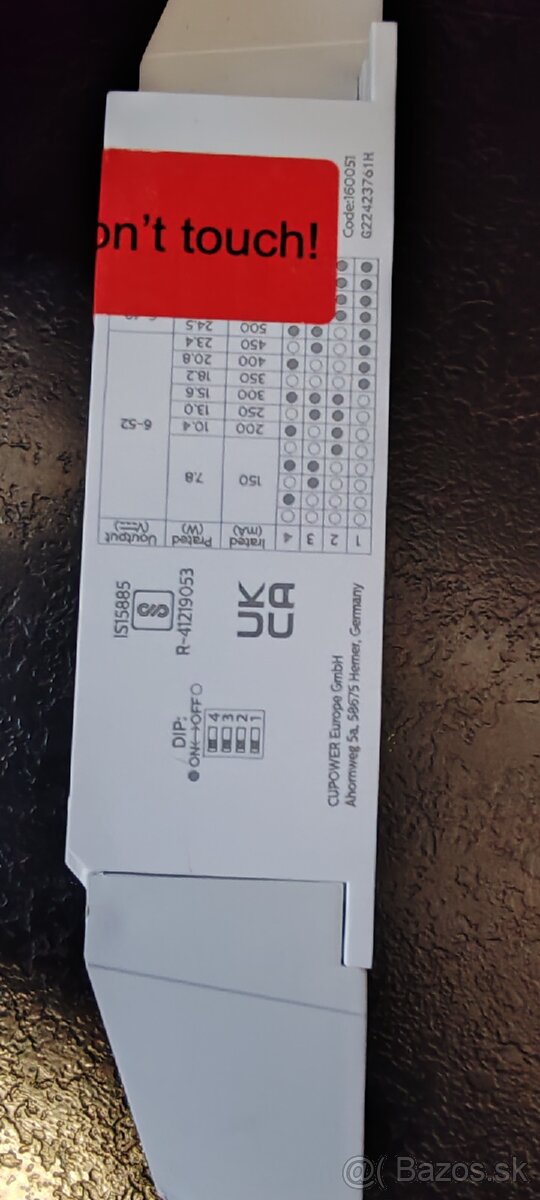 on't touch!
Code:160051
G22423761H
1 2 3 4 Irated (mA) Prated (W) Uoutput (V)
150 7.8 6-52
200 10.4
250 13.0
300 15.6
350 18.2
400 20.8
450 23.4
500 24.5
IS15885
S
R-41219053
UK
CA
DIP:
●ON⟷OFF○
4
3
2
1
CUPOWER Europe GmbH
Ahornweg 5a, 58675 Hemer, Germany
@( Bazos.sk